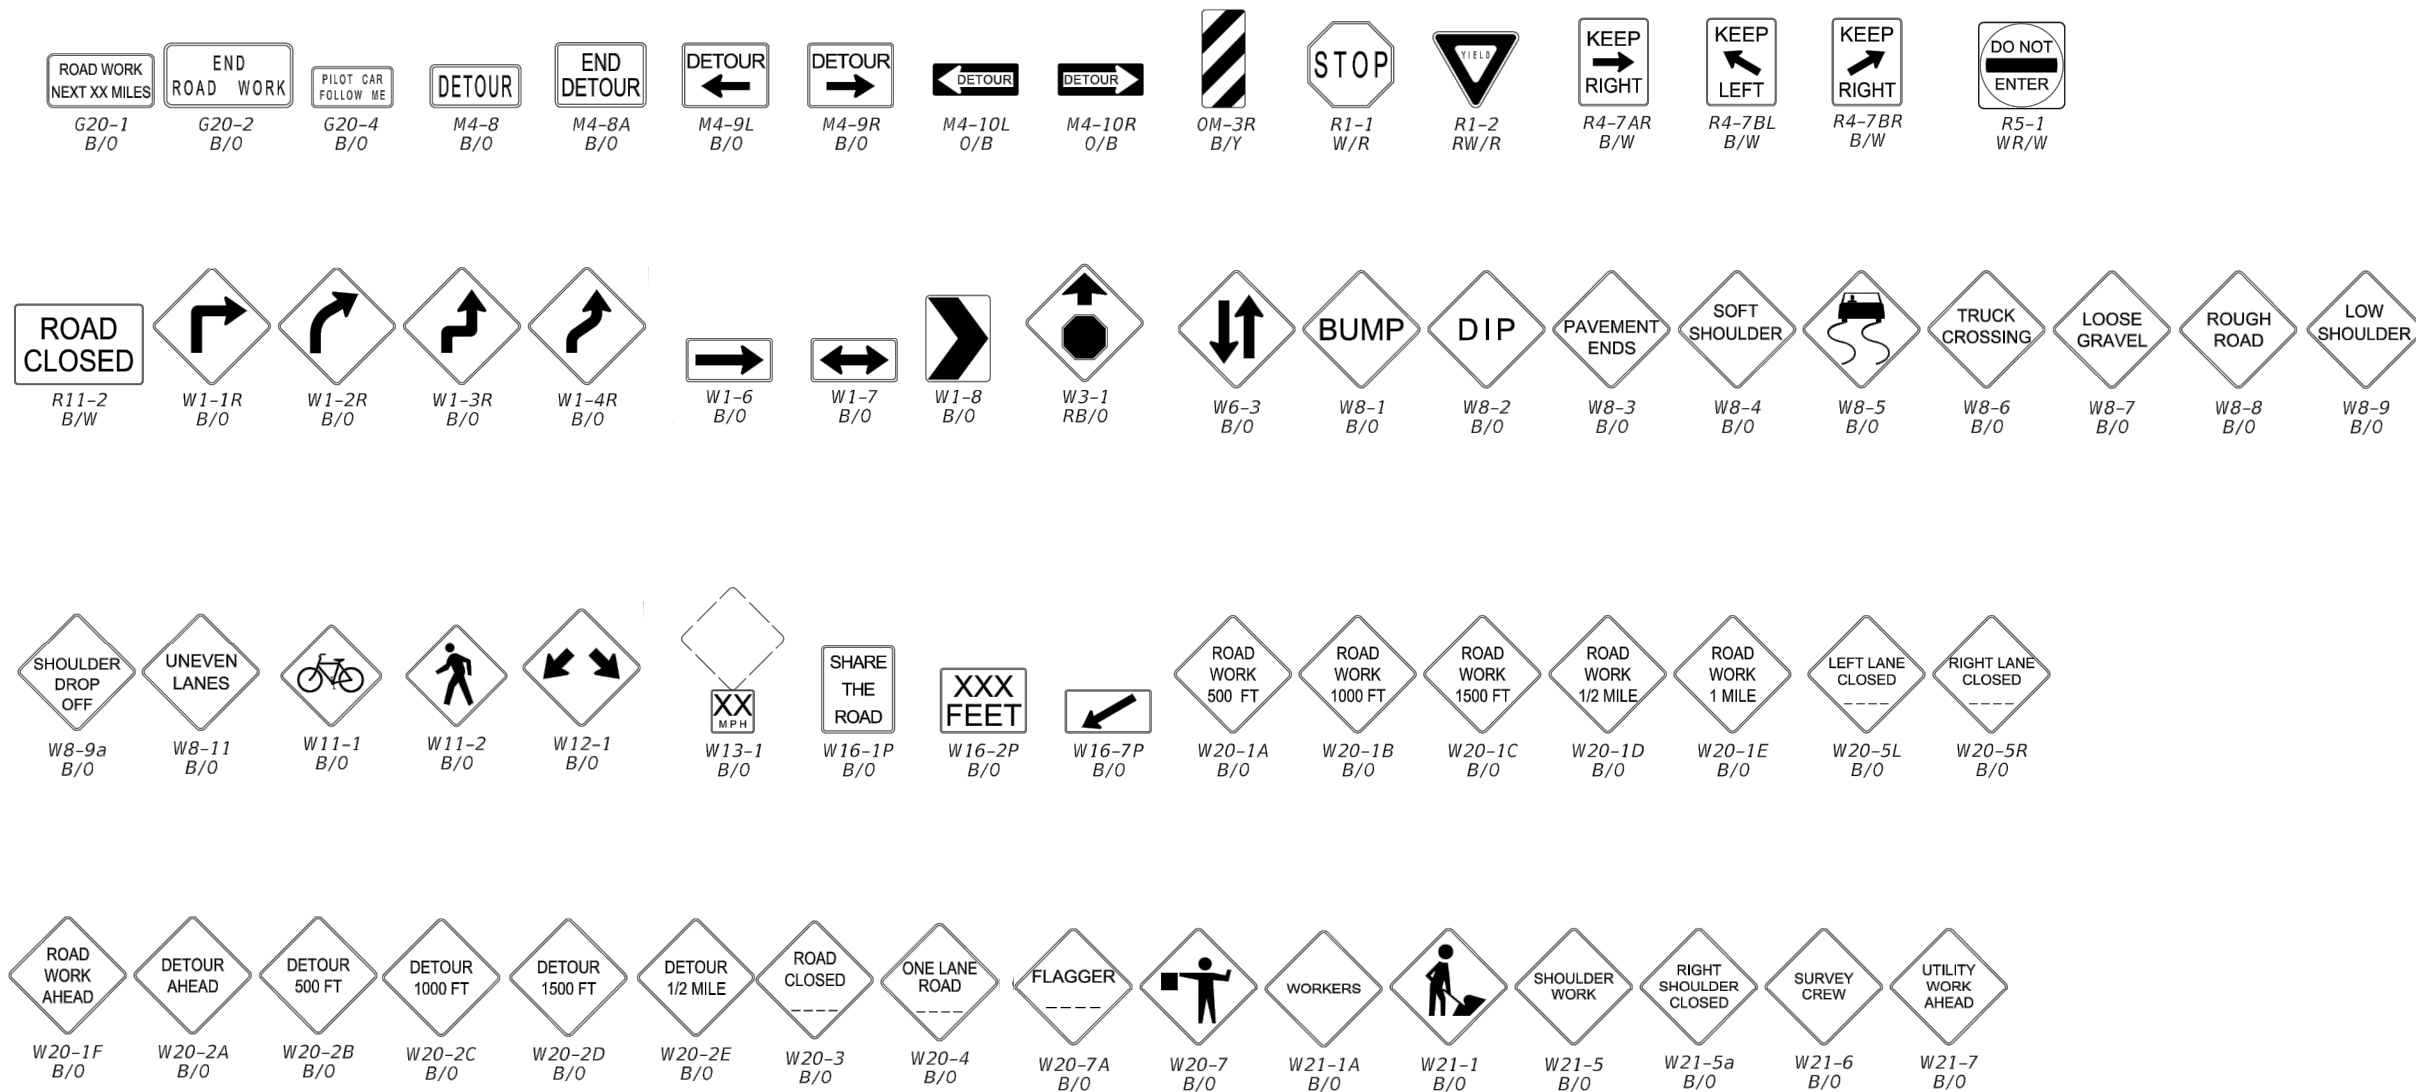 ROAD WORK
NEXT XX MILES
G20-1
B/O
END
ROAD WORK
G20-2
B/O
PILOT CAR
FOLLOW ME
G20-4
B/O
DETOUR
M4-8
B/O
END
DETOUR
M4-8A
B/O
DETOUR
M4-9L
B/O
DETOUR
M4-9R
B/O
DETOUR
M4-10L
O/B
DETOUR
M4-10R
O/B
OM-3R
B/Y
STOP
R1-1
W/R
YIELD
R1-2
RW/R
KEEP
RIGHT
R4-7AR
B/W
KEEP
LEFT
R4-7BL
B/W
KEEP
RIGHT
R4-7BR
B/W
DO NOT
ENTER
R5-1
WR/W
ROAD
CLOSED
R11-2
B/W
W1-1R
B/O
W1-2R
B/O
W1-3R
B/O
W1-4R
B/O
W1-6
B/O
W1-7
B/O
W1-8
B/O
W3-1
RB/O
W6-3
B/O
BUMP
W8-1
B/O
DIP
W8-2
B/O
PAVEMENT
ENDS
W8-3
B/O
SOFT
SHOULDER
W8-4
B/O
W8-5
B/O
TRUCK
CROSSING
W8-6
B/O
LOOSE
GRAVEL
W8-7
B/O
ROUGH
ROAD
W8-8
B/O
LOW
SHOULDER
W8-9
B/O
SHOULDER
DROP
OFF
W8-9a
B/O
UNEVEN
LANES
W8-11
B/O
W11-1
B/O
W11-2
B/O
W12-1
B/O
XX
MPH
W13-1
B/O
SHARE
THE
ROAD
W16-1P
B/O
XXX
FEET
W16-2P
B/O
W16-7P
B/O
ROAD
WORK
500 FT
W20-1A
B/O
ROAD
WORK
1000 FT
W20-1B
B/O
ROAD
WORK
1500 FT
W20-1C
B/O
ROAD
WORK
1/2 MILE
W20-1D
B/O
ROAD
WORK
1 MILE
W20-1E
B/O
LEFT LANE
CLOSED
----
W20-5L
B/O
RIGHT LANE
CLOSED
----
W20-5R
B/O
ROAD
WORK
AHEAD
W20-1F
B/O
DETOUR
AHEAD
W20-2A
B/O
DETOUR
500 FT
W20-2B
B/O
DETOUR
1000 FT
W20-2C
B/O
DETOUR
1500 FT
W20-2D
B/O
DETOUR
1/2 MILE
W20-2E
B/O
ROAD
CLOSED
----
W20-3
B/O
ONE LANE
ROAD
----
W20-4
B/O
FLAGGER
----
W20-7A
B/O
W20-7
B/O
WORKERS
W21-1A
B/O
W21-1
B/O
SHOULDER
WORK
W21-5
B/O
RIGHT
SHOULDER
CLOSED
W21-5a
B/O
SURVEY
CREW
W21-6
B/O
UTILITY
WORK
AHEAD
W21-7
B/O